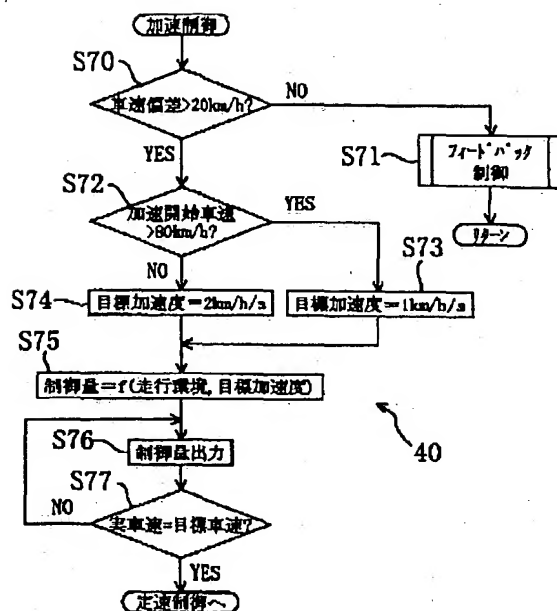 加速制御
S70
車速偏差>20km/h?
NO
YES
S71
フィードバック
制御
リターン
S72
加速開始車速
>80km/h?
YES
NO
S73
S74
目標加速度=2km/h/s
目標加速度=1km/h/s
S75
制御量=f(走行環境,目標加速度)
S76
制御量出力
40
S77
NO
実車速=目標車速?
YES
定速制御へ